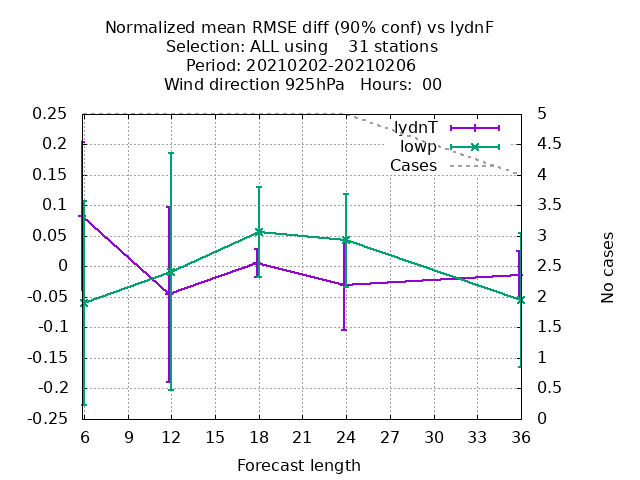 Normalized mean RMSE diff (90% conf) vs lydnF
Selection: ALL using    31 stations
Period: 20210202-20210206
Wind direction 925hPa   Hours:  00
0.25
0.2
0.15
0.1
0.05
0
-0.05
-0.1
-0.15
-0.2
-0.25
5
4.5
4
3.5
3
2.5
2
1.5
1
0.5
0
lydnT
lowp
Cases
No cases
6 9 12 15 18 21 24 27 30 33 36
Forecast length